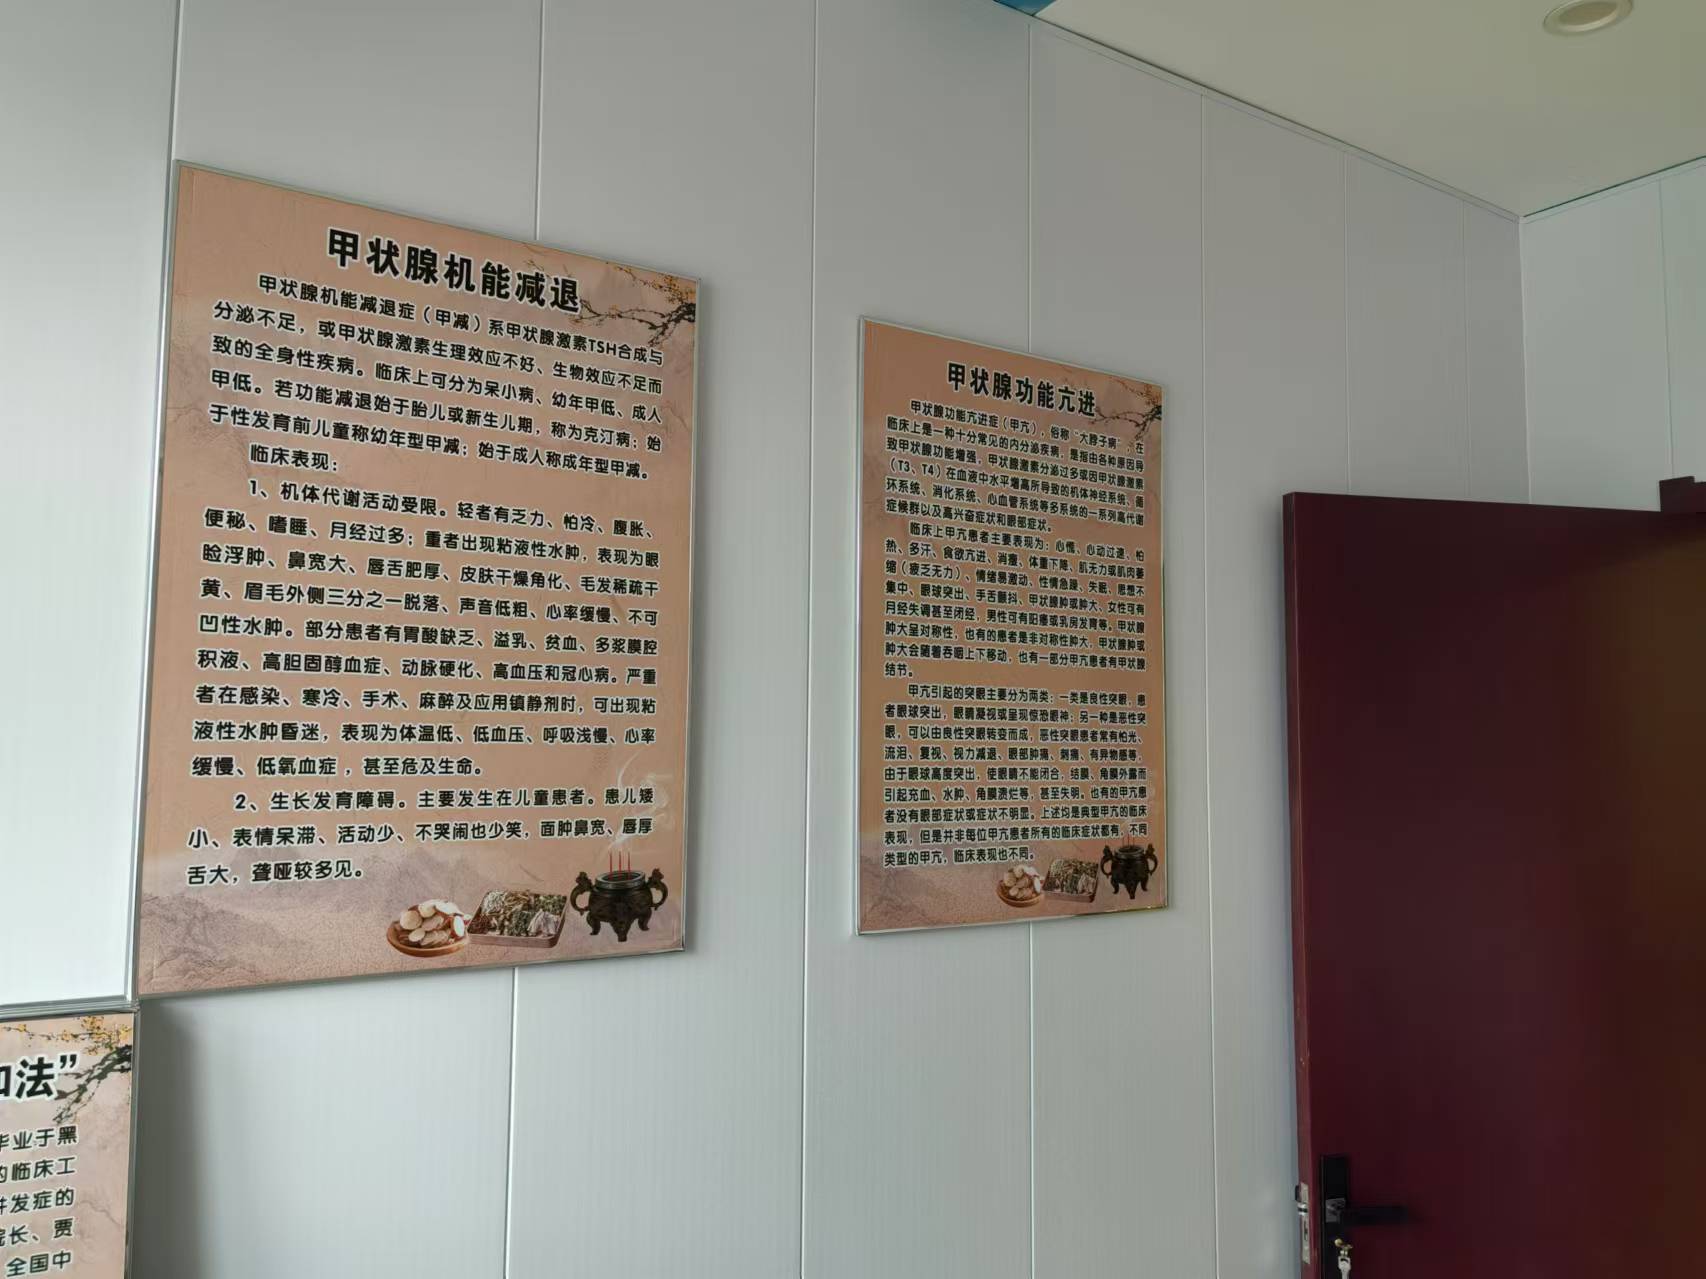 甲状腺机能减退
甲状腺机能减退症（甲减）系甲状腺激素TSH合成与
分泌不足，或甲状腺激素生理效应不好、生物效应不足而
致的全身性疾病。临床上可分为呆小病、幼年甲低、成人
甲低。若功能减退始于胎儿或新生儿期，称为克汀病；始
于性发育前儿童称幼年型甲减；始于成人称成年型甲减。
临床表现：
1、机体代谢活动受限。轻者有乏力、怕冷、腹胀、
便秘、嗜睡、月经过多；重者出现粘液性水肿，表现为眼
睑浮肿、鼻宽大、唇舌肥厚、皮肤干燥角化、毛发稀疏干
黄、眉毛外侧三分之一脱落、声音低粗、心率缓慢、不可
凹性水肿。部分患者有胃酸缺乏、溢乳、贫血、多浆膜腔
积液、高胆固醇血症、动脉硬化、高血压和冠心病。严重
者在感染、寒冷、手术、麻醉及应用镇静剂时，可出现粘
液性水肿昏迷，表现为体温低、低血压、呼吸浅慢、心率
缓慢、低氧血症，甚至危及生命。
2、生长发育障碍。主要发生在儿童患者。患儿矮
小、表情呆滞、活动少、不哭闹也少笑，面肿鼻宽、唇厚
舌大，聋哑较多见。
甲状腺功能亢进
甲状腺功能亢进症（甲亢），俗称“大脖子病”，在
临床上是一种十分常见的内分泌疾病，是指由各种原因导
致甲状腺功能增强，甲状腺激素分泌过多或因甲状腺激素
（T3、T4）在血液中水平增高所导致的机体神经系统、循
环系统、消化系统、心血管系统等多系统的一系列高代谢
症候群以及高兴奋症状和眼部症状。
临床上甲亢患者主要表现为：心慌、心动过速、怕
热、多汗、食欲亢进、消瘦、体重下降、肌无力或肌肉萎
缩（疲乏无力）、情绪易激动、性情急躁、失眠、思想不
集中、眼球突出、手舌颤抖、甲状腺肿或肿大、女性可有
月经失调甚至闭经，男性可有阳痿或乳房发育等。甲状腺
肿大呈对称性，也有的患者是非对称性肿大，甲状腺肿或
肿大会随着吞咽上下移动，也有一部分甲亢患者有甲状腺
结节。
甲亢引起的突眼主要分为两类：一类是良性突眼，患
者眼球突出，眼睛凝视或呈现惊恐眼神；另一种是恶性突
眼，可以由良性突眼转变而成，恶性突眼患者常有怕光、
流泪、复视、视力减退、眼部肿痛、刺痛、有异物感等，
由于眼球高度突出，使眼睛不能闭合，结膜、角膜外露而
引起充血、水肿、角膜溃烂等，甚至失明。也有的甲亢患
者没有眼部症状或症状不明显。上述均是典型甲亢的临床
表现，但是并非每位甲亢患者所有的临床症状都有，不同
类型的甲亢，临床表现也不同。
法”
毕业于黑
的临床工
并发症的
院长、贾
全国中